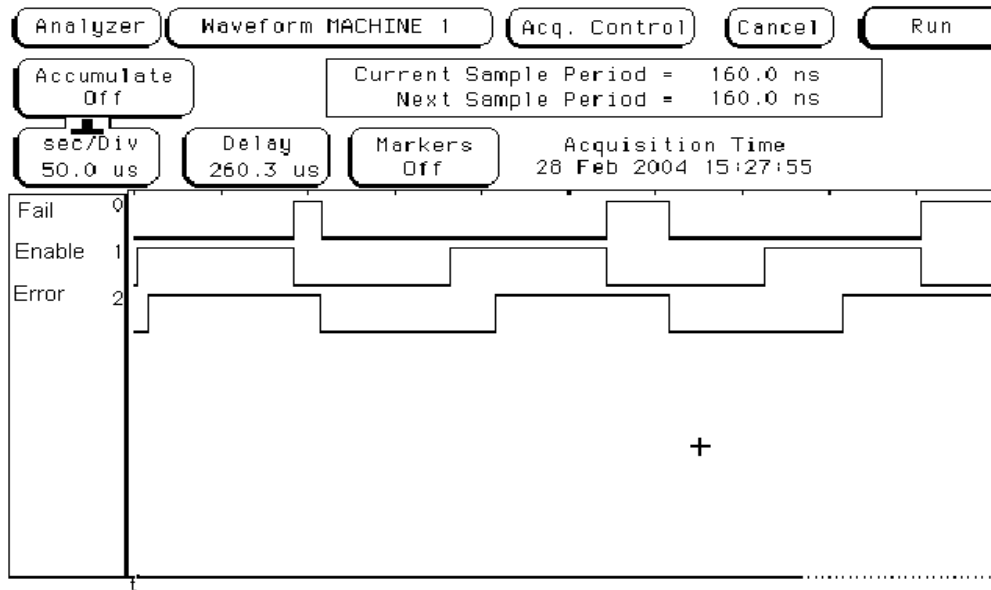 Analyzer Waveform MACHINE 1 Acq. Control Cancel Run
Accumulate
Off
Current Sample Period = 160.0 ns
Next Sample Period = 160.0 ns
sec/Div
50.0 us
Delay
260.3 us
Markers
Off
Acquisition Time
28 Feb 2004 15:27:55
Fail 0
Enable 1
Error 2
t